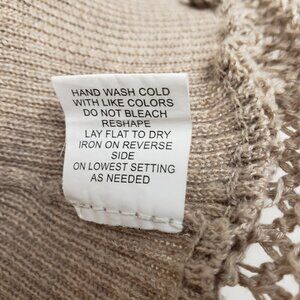 HAND WASH COLD
WITH LIKE COLORS
DO NOT BLEACH
RESHAPE
LAY FLAT TO DRY
IRON ON REVERSE
SIDE
ON LOWEST SETTING
AS NEEDED